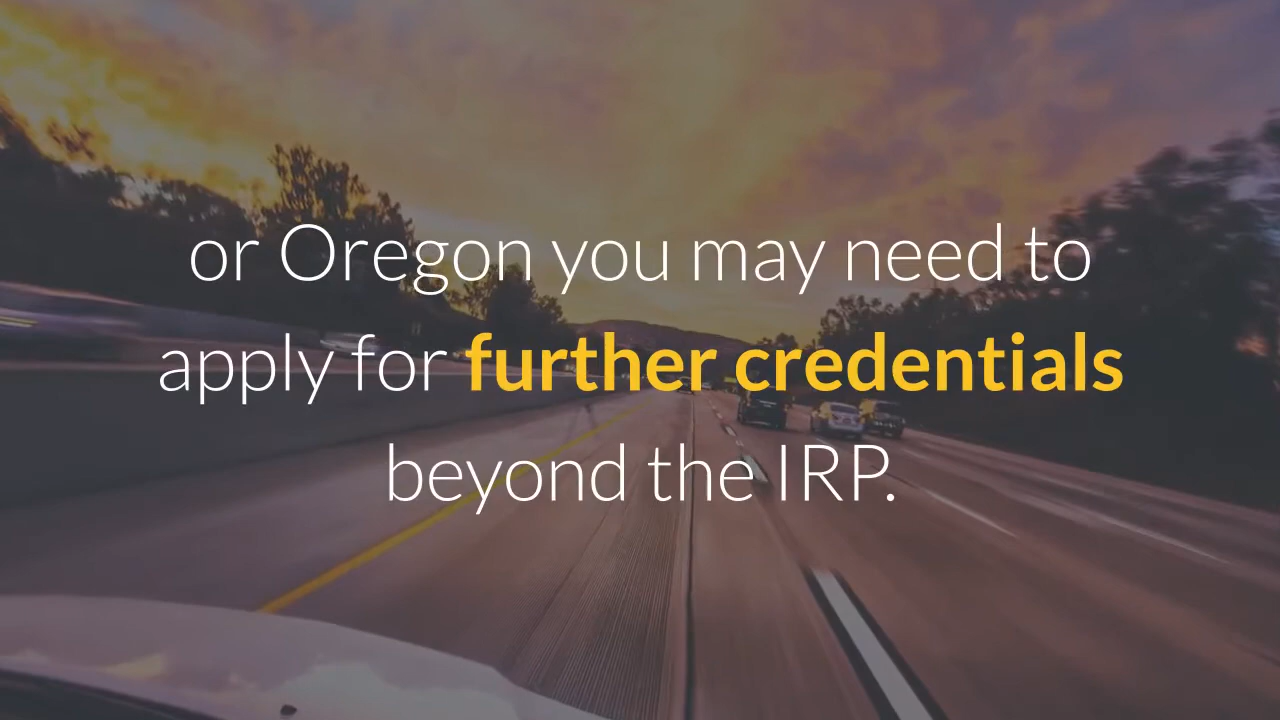 or Oregon you may need to
apply for further credentials
beyond the IRP.